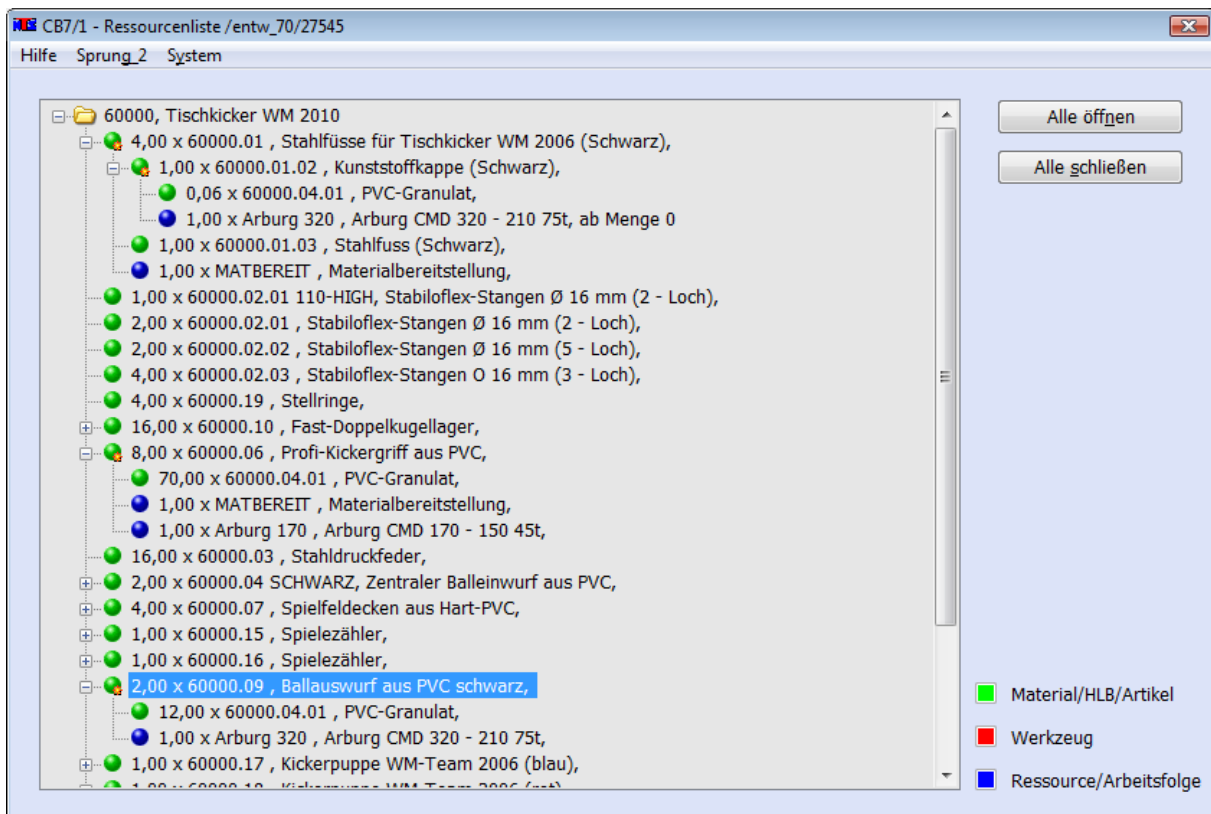 CB7/1 - Ressourcenliste /entw_70/27545
Hilfe Sprung_2 System
60000, Tischkicker WM 2010
4,00 x 60000.01 , Stahlfüsse für Tischkicker WM 2006 (Schwarz),
1,00 x 60000.01.02 , Kunststoffkappe (Schwarz),
0,06 x 60000.04.01 , PVC-Granulat,
1,00 x Arburg 320 , Arburg CMD 320 - 210 75t, ab Menge 0
1,00 x 60000.01.03 , Stahlfuss (Schwarz),
1,00 x MATBEREIT , Materialbereitstellung,
1,00 x 60000.02.01 110-HIGH, Stabiloflex-Stangen Ø 16 mm (2 - Loch),
2,00 x 60000.02.01 , Stabiloflex-Stangen Ø 16 mm (2 - Loch),
2,00 x 60000.02.02 , Stabiloflex-Stangen Ø 16 mm (5 - Loch),
4,00 x 60000.02.03 , Stabiloflex-Stangen O 16 mm (3 - Loch),
4,00 x 60000.19 , Stellringe,
16,00 x 60000.10 , Fast-Doppelkugellager,
8,00 x 60000.06 , Profi-Kickergriff aus PVC,
70,00 x 60000.04.01 , PVC-Granulat,
1,00 x MATBEREIT , Materialbereitstellung,
1,00 x Arburg 170 , Arburg CMD 170 - 150 45t,
16,00 x 60000.03 , Stahldruckfeder,
2,00 x 60000.04 SCHWARZ, Zentraler Balleinwurf aus PVC,
4,00 x 60000.07 , Spielfeldecken aus Hart-PVC,
1,00 x 60000.15 , Spielezähler,
1,00 x 60000.16 , Spielezähler,
2,00 x 60000.09 , Ballauswurf aus PVC schwarz,
12,00 x 60000.04.01 , PVC-Granulat,
1,00 x Arburg 320 , Arburg CMD 320 - 210 75t,
1,00 x 60000.17 , Kickerpuppe WM-Team 2006 (blau),
1,00 x 60000.18 , Kickerpuppe WM-Team 2006 (rot)
Alle öffnen
Alle schließen
Material/HLB/Artikel
Werkzeug
Ressource/Arbeitsfolge